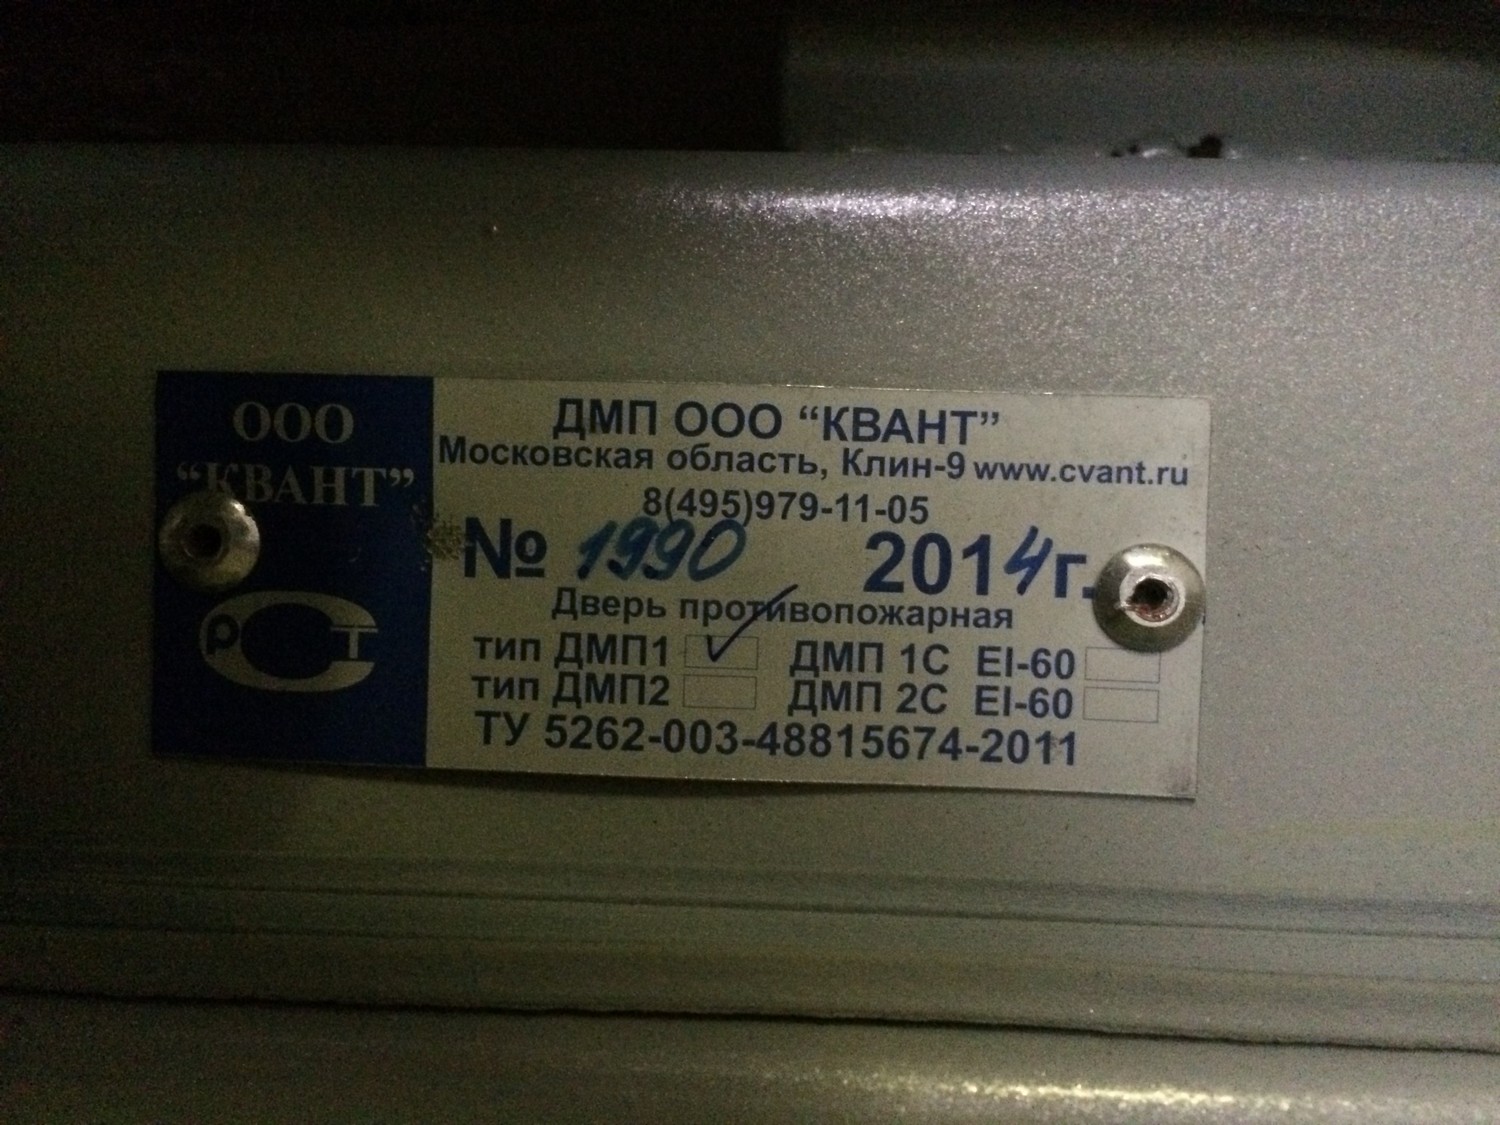 ООО
“КВАНТ”
РСТ
ДМП ООО “КВАНТ”
Московская область, Клин-9 www.cvant.ru
8(495)979-11-05
№ 1990 2014г.
Дверь противопожарная
тип ДМП1 ДМП 1С EI-60
тип ДМП2 ДМП 2С EI-60
ТУ 5262-003-48815674-2011